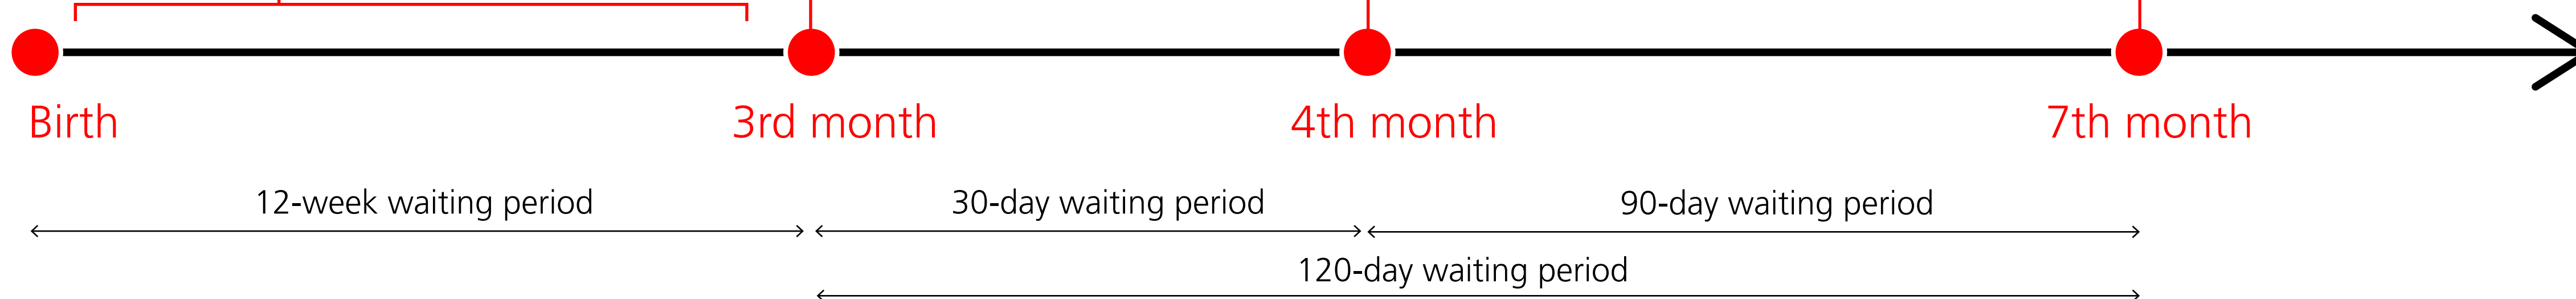 Birth 3rd month 4th month 7th month
12-week waiting period 30-day waiting period 90-day waiting period
120-day waiting period